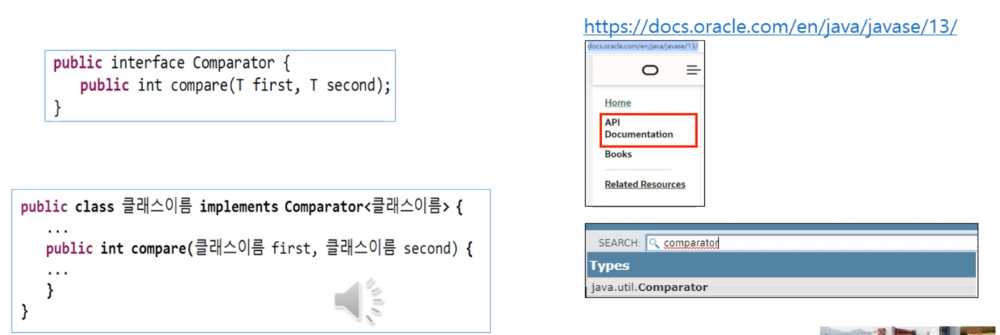 public interface Comparator {
public int compare(T first, T second);
}
public class 클래스이름 implements Comparator<클래스이름> {
...
public int compare(클래스이름 first, 클래스이름 second) {
...
}
}
https://docs.oracle.com/en/java/javase/13/
docs.oracle.com/en/java/javase/13/
Home
API
Documentation
Books
Related Resources
SEARCH: comparator
Types
java.util.Comparator